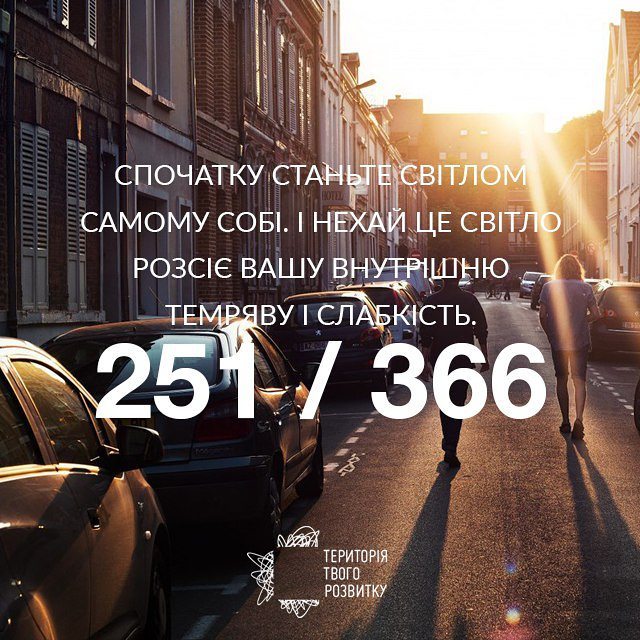 СПОЧАТКУ СТАНЬТЕ СВІТЛОМ
САМОМУ СОБІ. І НЕХАЙ ЦЕ СВІТЛО
РОЗСІЄ ВАШУ ВНУТРІШНЮ
ТЕМРЯВУ І СЛАБКІСТЬ.
251 / 366
ТЕРИТОРІЯ
ТВОГО
РОЗВИТКУ